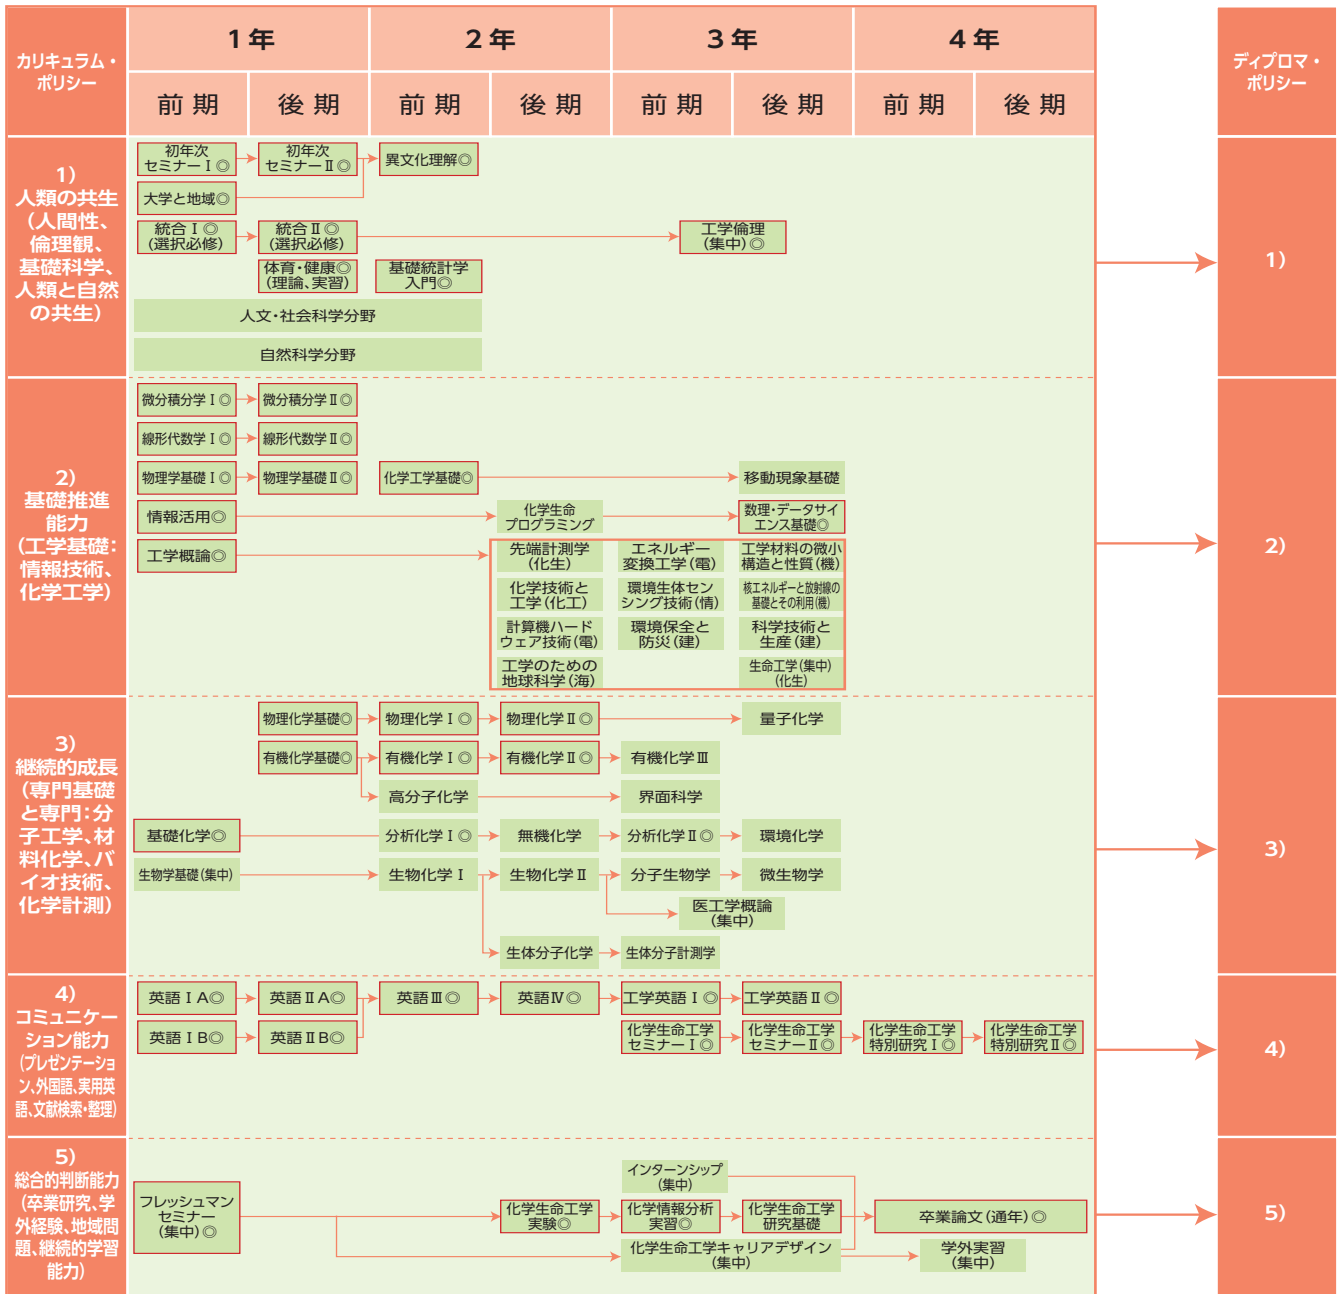 カリキュラム・
ポリシー
1年
2年
3年
4年
ディプロマ・
ポリシー
前期
後期
前期
後期
前期
後期
前期
後期
1)
人類の共生
(人間性、
倫理観、
基礎科学、
人類と自然
の共生)
初年次
セミナーⅠ◎
初年次
セミナーⅡ◎
異文化理解◎
大学と地域◎
統合Ⅰ◎
(選択必修)
統合Ⅱ◎
(選択必修)
工学倫理
(集中)◎
体育・健康◎
(理論、実習)
基礎統計学
入門◎
人文・社会科学分野
自然科学分野
1)
2)
基礎推進
能力
(工学基礎:
情報技術、
化学工学)
微分積分学Ⅰ◎
微分積分学Ⅱ◎
線形代数学Ⅰ◎
線形代数学Ⅱ◎
物理学基礎Ⅰ◎
物理学基礎Ⅱ◎
化学工学基礎◎
移動現象基礎
情報活用◎
化学生命
プログラミング
数理・データサイ
エンス基礎◎
工学概論◎
先端計測学
(化生)
エネルギー
変換工学(電)
工学材料の微小
構造と性質(機)
化学技術と
工学(化工)
環境生体セン
シング技術(情)
核エネルギーと放射線の
基礎とその利用(機)
計算機ハード
ウェア技術(電)
環境保全と
防災(建)
科学技術と
生産(建)
工学のための
地球科学(海)
生命工学(集中)
(化生)
2)
3)
継続的成長
(専門基礎
と専門:分
子工学、材
料化学、バ
イオ技術、
化学計測)
物理化学基礎◎
物理化学Ⅰ◎
物理化学Ⅱ◎
量子化学
有機化学基礎◎
有機化学Ⅰ◎
有機化学Ⅱ◎
有機化学Ⅲ
高分子化学
界面科学
基礎化学◎
分析化学Ⅰ◎
無機化学
分析化学Ⅱ◎
環境化学
生物学基礎(集中)
生物化学Ⅰ
生物化学Ⅱ
分子生物学
微生物学
医工学概論
(集中)
生体分子化学
生体分子計測学
3)
4)
コミュニケー
ション能力
(プレゼンテーショ
ン、外国語、実用英
語、文献検索・整理)
英語ⅠA◎
英語ⅡA◎
英語Ⅲ◎
英語Ⅳ◎
工学英語Ⅰ◎
工学英語Ⅱ◎
英語ⅠB◎
英語ⅡB◎
化学生命工学
セミナーⅠ◎
化学生命工学
セミナーⅡ◎
化学生命工学
特別研究Ⅰ◎
化学生命工学
特別研究Ⅱ◎
4)
5)
総合的判断能力
(卒業研究、学
外経験、地域問
題、継続的学習
能力)
インターンシップ
(集中)
フレッシュマン
セミナー
(集中)◎
化学生命工学
実験◎
化学情報分析
実習◎
化学生命工学
研究基礎
卒業論文(通年)◎
化学生命工学キャリアデザイン
(集中)
学外実習
(集中)
5)